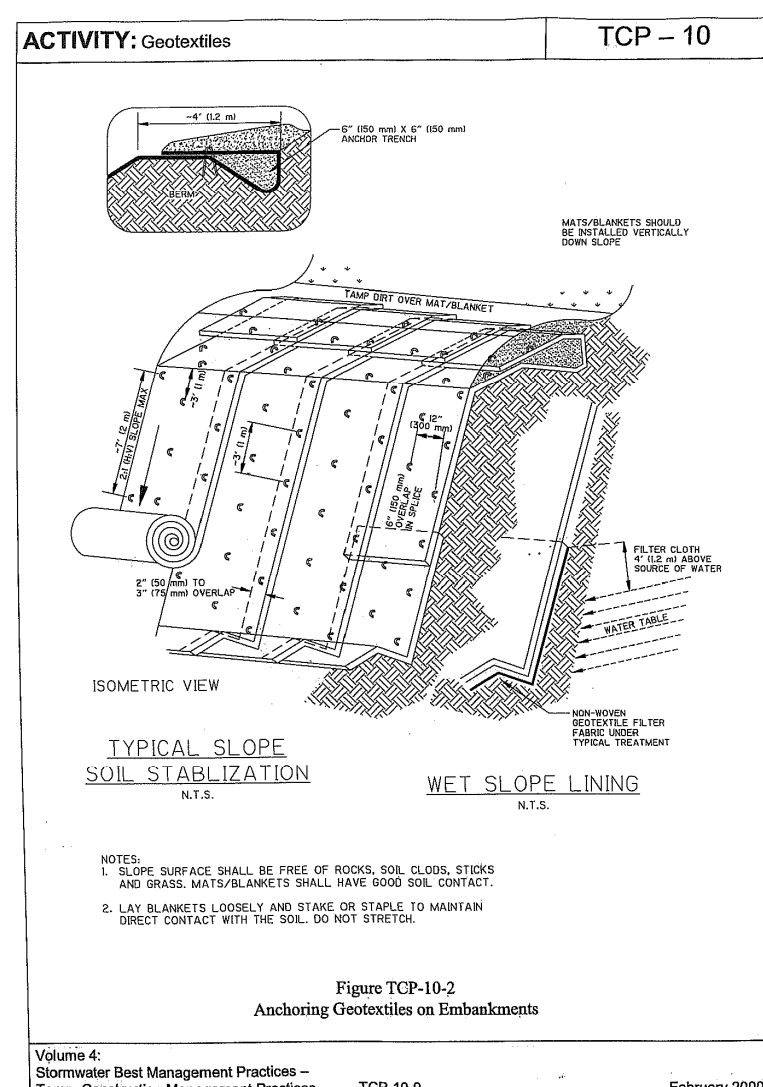 ACTIVITY: Geotextiles
TCP – 10
~4' (1.2 m)
6" (150 mm) X 6" (150 mm)
ANCHOR TRENCH
BERM
MATS/BLANKETS SHOULD
BE INSTALLED VERTICALLY
DOWN SLOPE
TAMP DIRT OVER MAT/BLANKET
~7' (2 m)
2:1 (H:V) SLOPE MAX
~3' (1 m)
~3' (1 m)
12"
(300 mm)
6" (150 mm)
OVERLAP
IN SPLICE
2" (50 mm) TO
3" (75 mm) OVERLAP
FILTER CLOTH
4' (1.2 m) ABOVE
SOURCE OF WATER
WATER TABLE
NON-WOVEN
GEOTEXTILE FILTER
FABRIC UNDER
TYPICAL TREATMENT
ISOMETRIC VIEW
TYPICAL SLOPE
SOIL STABLIZATION
N.T.S.
WET SLOPE LINING
N.T.S.
NOTES:
1. SLOPE SURFACE SHALL BE FREE OF ROCKS, SOIL CLODS, STICKS
AND GRASS. MATS/BLANKETS SHALL HAVE GOOD SOIL CONTACT.
2. LAY BLANKETS LOOSELY AND STAKE OR STAPLE TO MAINTAIN
DIRECT CONTACT WITH THE SOIL. DO NOT STRETCH.
Figure TCP-10-2
Anchoring Geotextiles on Embankments
Volume 4:
Stormwater Best Management Practices –